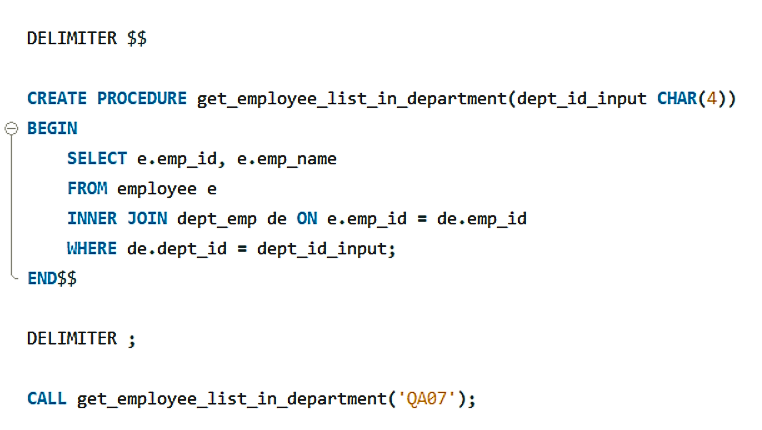 DELIMITER $$
CREATE PROCEDURE get_employee_list_in_department(dept_id_input CHAR(4))
BEGIN
SELECT e.emp_id, e.emp_name
FROM employee e
INNER JOIN dept_emp de ON e.emp_id = de.emp_id
WHERE de.dept_id = dept_id_input;
END$$
DELIMITER ;
CALL get_employee_list_in_department('QA07');